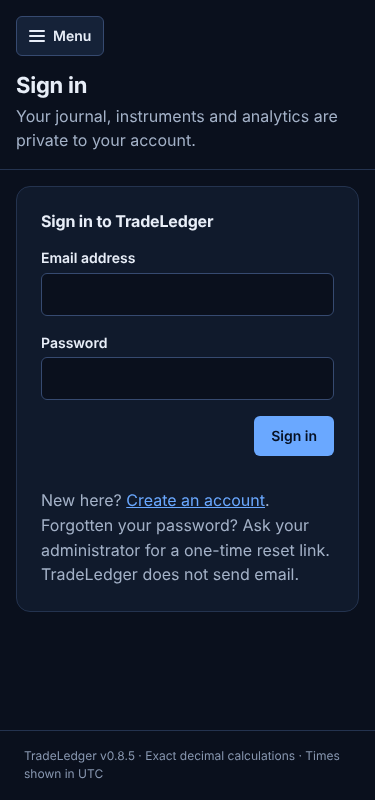 Menu
Sign in
Your journal, instruments and analytics are
private to your account.
Sign in to TradeLedger
Email address
Password
Sign in
New here? Create an account.
Forgotten your password? Ask your
administrator for a one-time reset link.
TradeLedger does not send email.
TradeLedger v0.8.5 · Exact decimal calculations · Times
shown in UTC